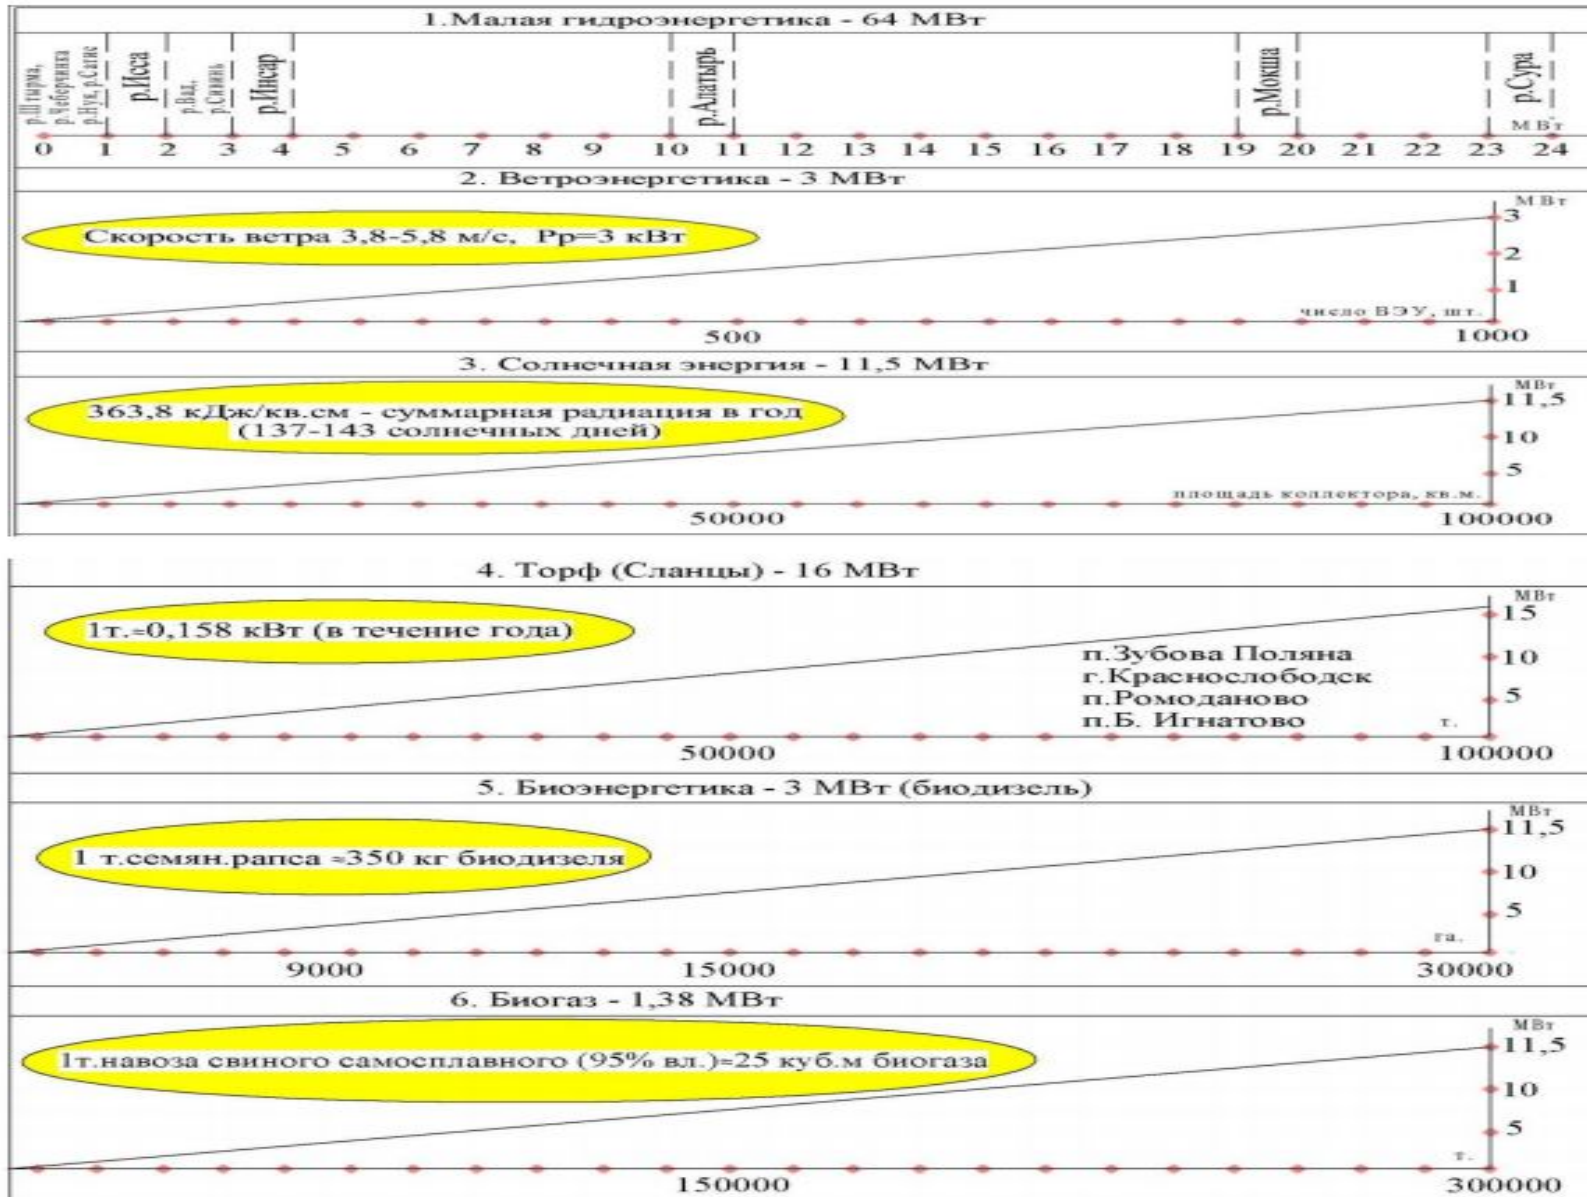 1.Малая гидроэнергетика - 64 МВт
р.Штырма,
р.Чеберчинка
р.Нуя, р.Сатис
р.Исса
р.Вад,
р.Сивинь
р.Инсар
р.Алатырь
р.Мокша
р.Сура
МВт
0 1 2 3 4 5 6 7 8 9 10 11 12 13 14 15 16 17 18 19 20 21 22 23 24
2. Ветроэнергетика - 3 МВт
МВт
Скорость ветра 3,8-5,8 м/с, Рр=3 кВт
3
2
1
число ВЭУ, шт.
500 1000
3. Солнечная энергия - 11,5 МВт
МВт
363,8 кДж/кв.см - суммарная радиация в год
(137-143 солнечных дней)
11,5
10
5
площадь коллектора, кв.м.
50000 100000
4. Торф (Сланцы) - 16 МВт
МВт
1т.≈0,158 кВт (в течение года)
15
10
5
п.Зубова Поляна
г.Краснослободск
п.Ромоданово
п.Б. Игнатово
т.
50000 100000
5. Биоэнергетика - 3 МВт (биодизель)
МВт
1 т.семян.рапса ≈350 кг биодизеля
11,5
10
5
га.
9000 15000 30000
6. Биогаз - 1,38 МВт
МВт
1т.навоза свиного самосплавного (95% вл.)≈25 куб.м биогаза
11,5
10
5
т.
150000 300000